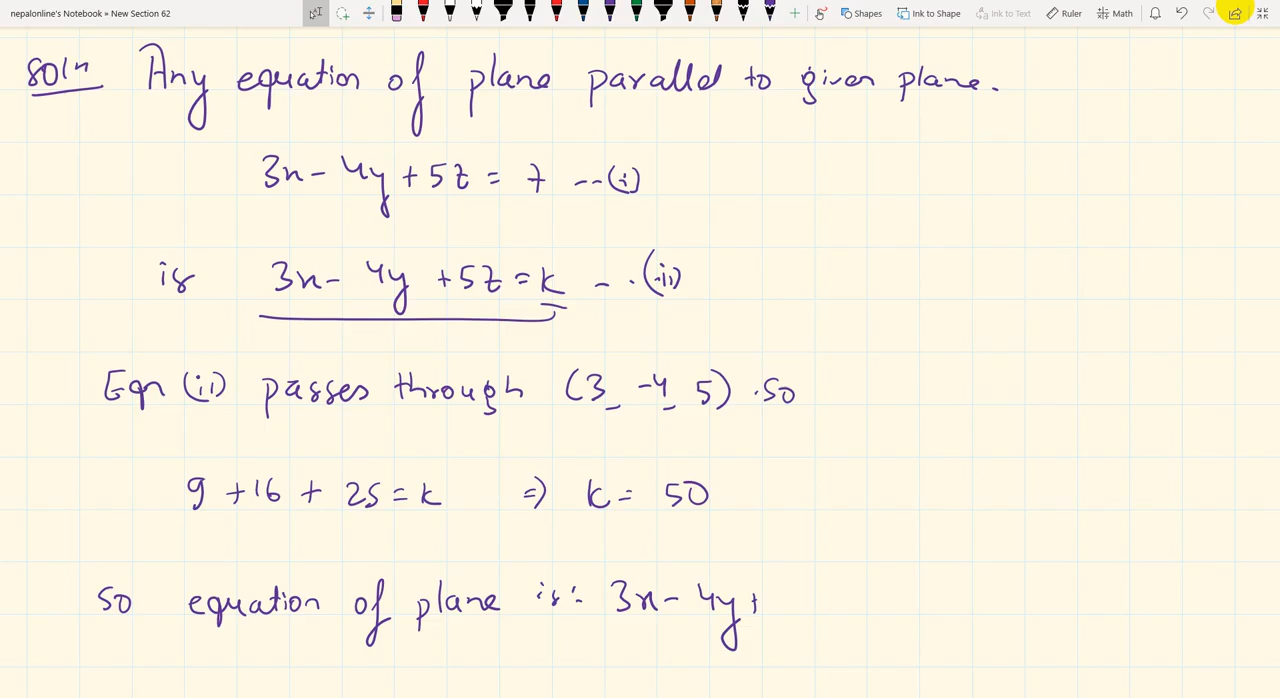 nepalonline's Notebook » New Section 62
Shapes Ink to Shape Ink to Text Ruler Math
Soln Any equation of plane parallel to given plane.
3x - 4y + 5z = 7 --(i)
is 3x - 4y + 5z = k - .(ii)
Eqn (ii) passes through (3, -4, 5) .so
9 + 16 + 25 = k => k = 50
so equation of plane is: 3x - 4y +